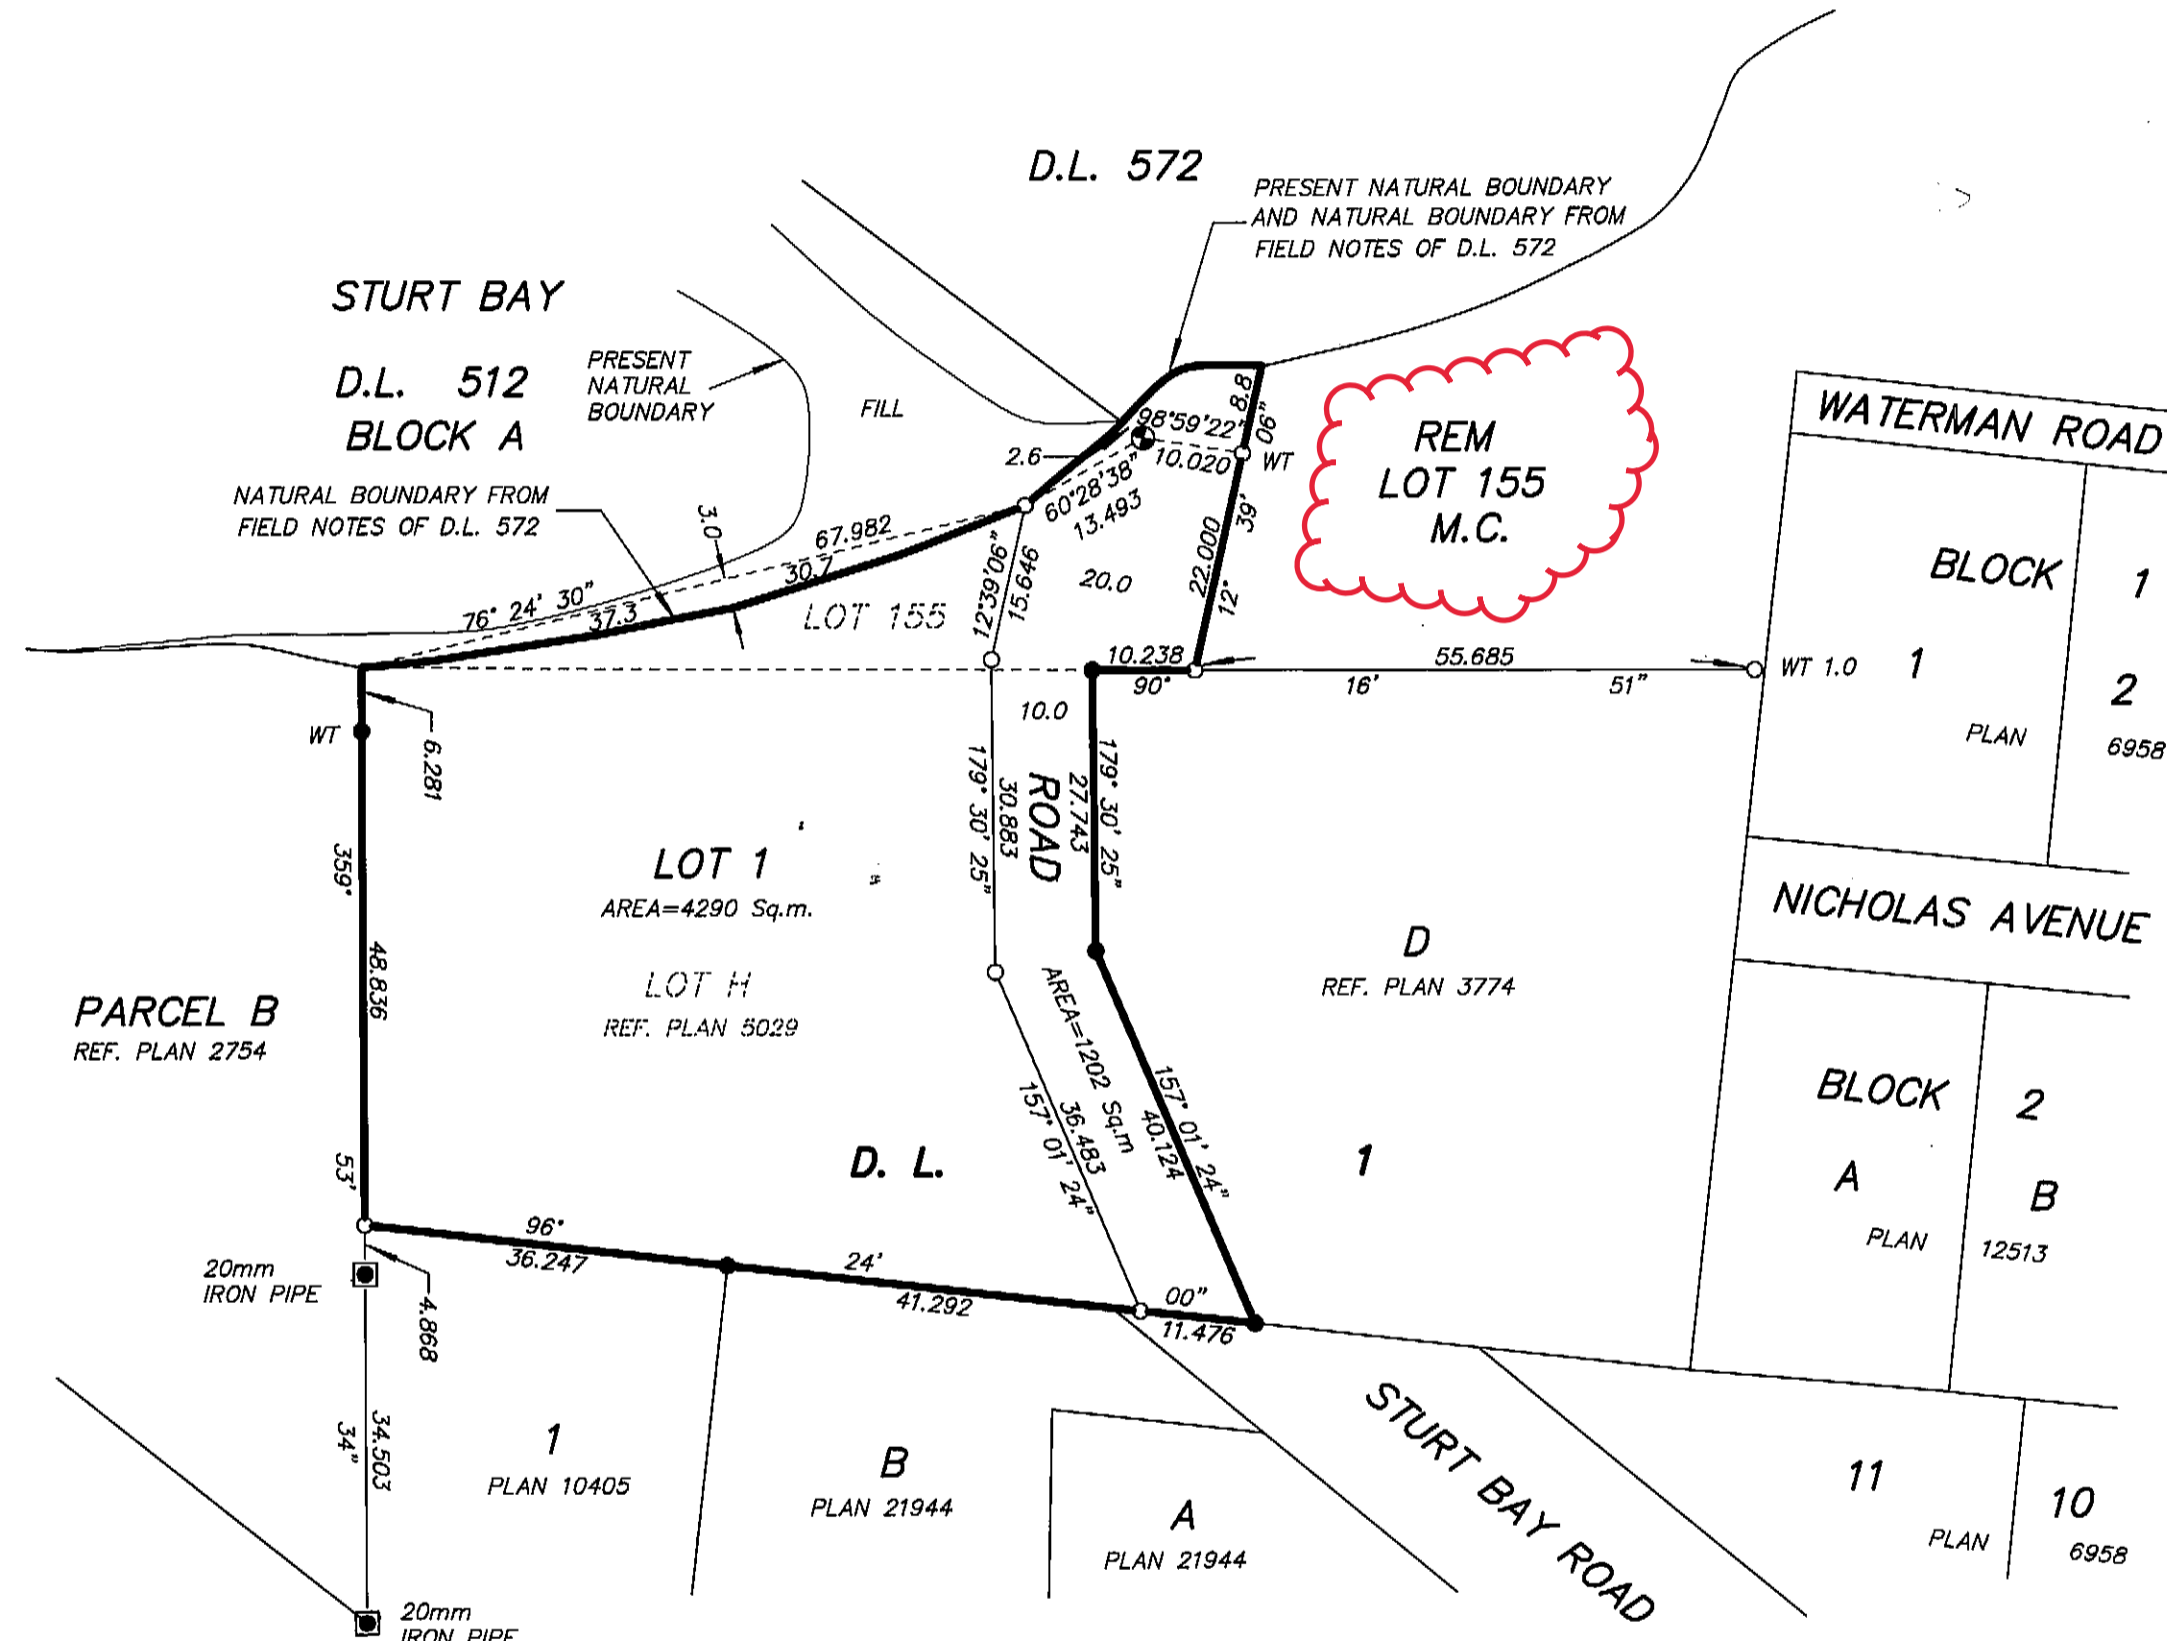 D.L. 572
PRESENT NATURAL BOUNDARY
AND NATURAL BOUNDARY FROM
FIELD NOTES OF D.L. 572
STURT BAY
D.L. 512
BLOCK A
PRESENT
NATURAL
BOUNDARY
FILL
NATURAL BOUNDARY FROM
FIELD NOTES OF D.L. 572
2.6
98°59'22"
10.020
WT
8.8
12° 39' 06"
22.000
60°28'38"
13.493
REM
LOT 155
M.C.
WATERMAN ROAD
3.0
67.982
30.7
76° 24' 30"
37.3
LOT 155
12°39'06"
15.646
20.0
BLOCK
1
1
2
PLAN
6958
10.238
55.685
90° 16' 51"
WT 1.0
10.0
WT
6.281
179° 30' 25"
30.883
ROAD
27.743
179° 30' 25"
359° 53' 34"
48.836
LOT 1
AREA=4290 Sq.m.
LOT H
REF. PLAN 5029
PARCEL B
REF. PLAN 2754
D
REF. PLAN 3774
NICHOLAS AVENUE
AREA=1202 Sq.m
157° 01' 24"
36.483
157° 01' 24"
40.124
D. L.
1
BLOCK
2
A
B
PLAN
12513
96° 24' 00"
36.247
41.292
11.476
20mm
IRON PIPE
4.868
34.503
1
PLAN 10405
B
PLAN 21944
A
PLAN 21944
STURT BAY ROAD
11
10
PLAN
6958
20mm
IRON PIPE